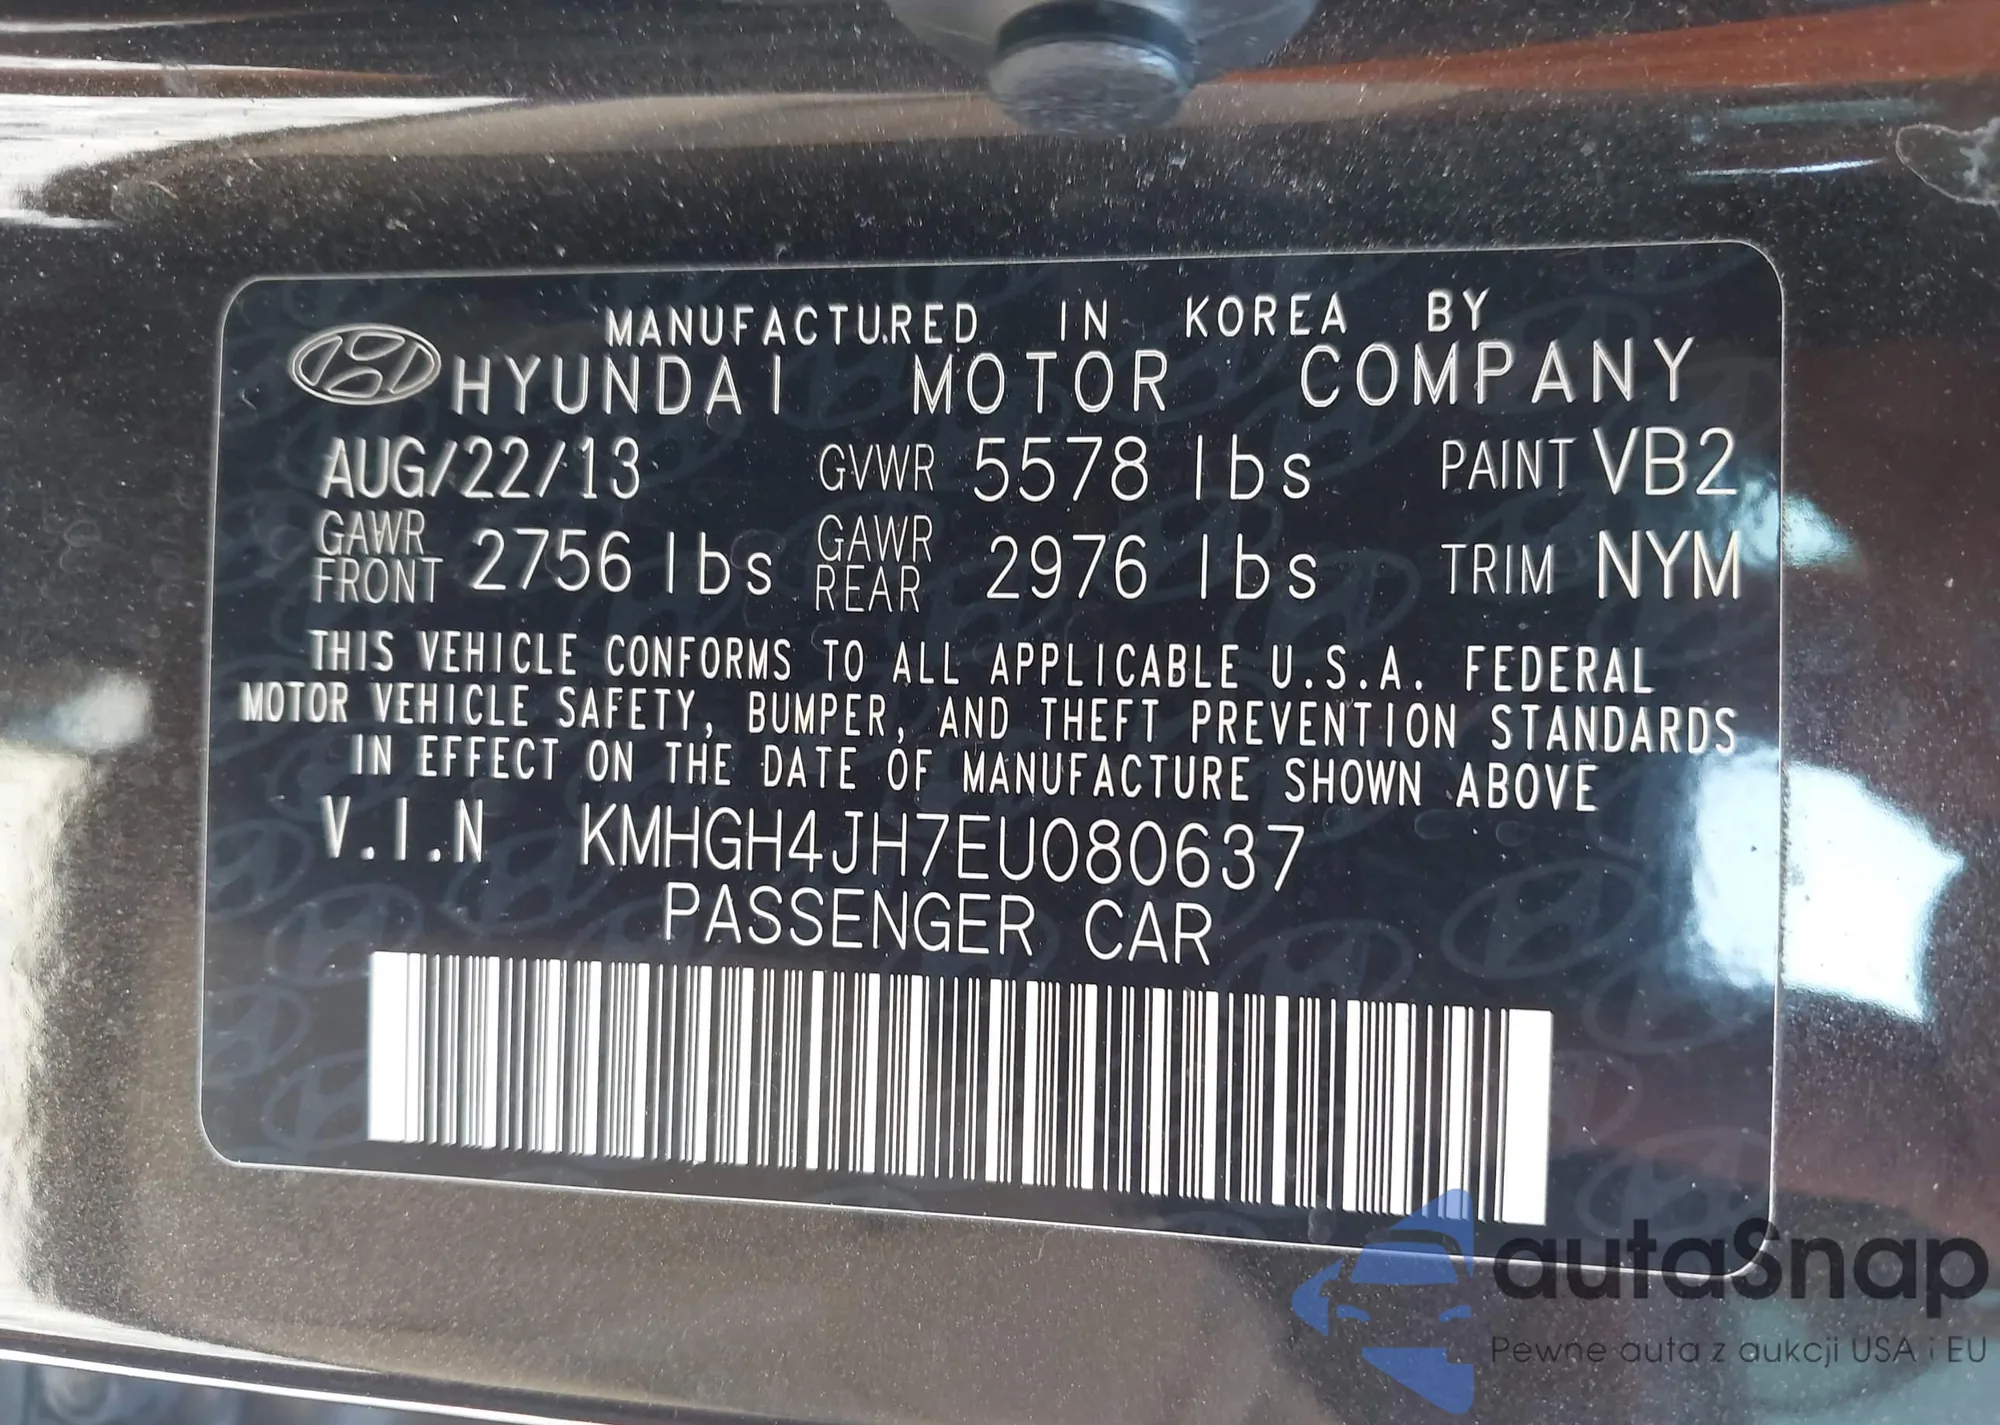 MANUFACTURED IN KOREA BY
HYUNDAI MOTOR COMPANY
AUG/22/13 GVWR 5578 lbs PAINT VB2
GAWR FRONT 2756 lbs GAWR REAR 2976 lbs TRIM NYM
THIS VEHICLE CONFORMS TO ALL APPLICABLE U.S.A. FEDERAL
MOTOR VEHICLE SAFETY, BUMPER, AND THEFT PREVENTION STANDARDS
IN EFFECT ON THE DATE OF MANUFACTURE SHOWN ABOVE
V.I.N KMHGH4JH7EU080637
PASSENGER CAR
autaSnap
Pewne auta z aukcji USA i EU